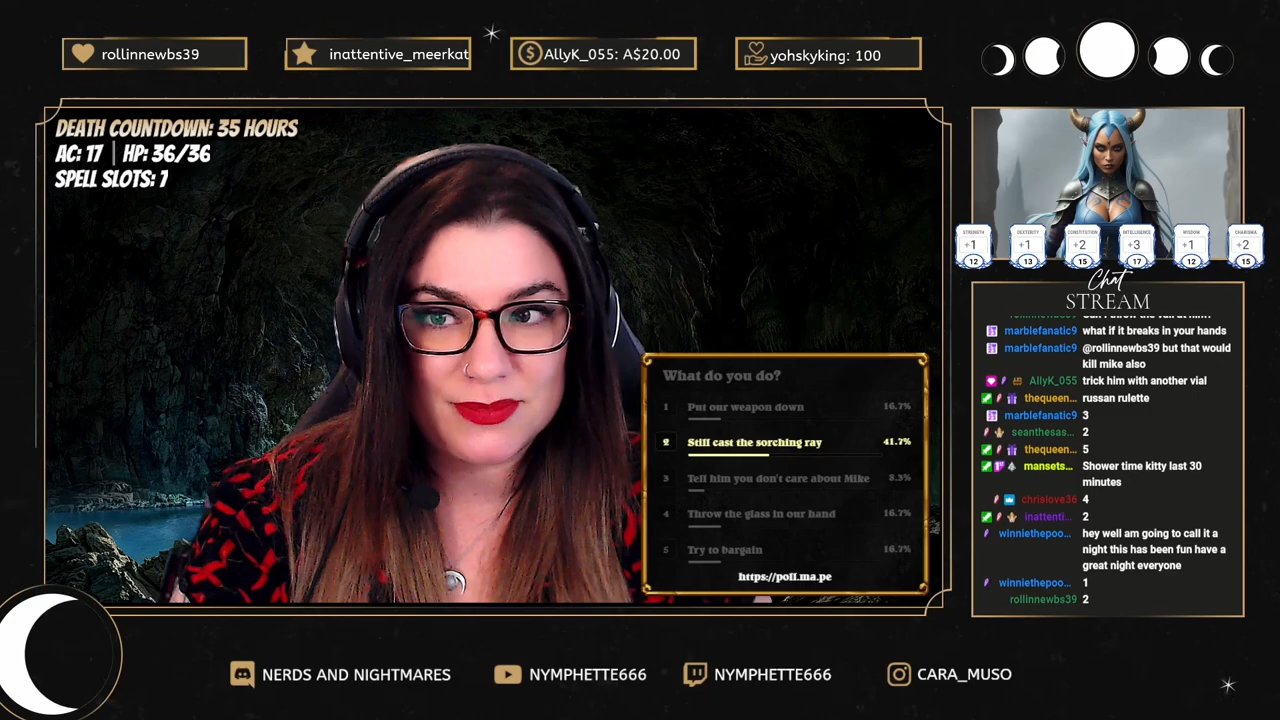 rollinnewbs39
inattentive_meerkat
AllyK_055: A$20.00
yohskyking: 100
DEATH COUNTDOWN: 35 HOURS
AC: 17 | HP: 36/36
SPELL SLOTS: 7
STRENGTH
+1
12
DEXTERITY
+1
13
CONSTITUTION
+2
15
INTELLIGENCE
+3
17
WISDOM
+1
12
CHARISMA
+2
15
Chat
STREAM
marblefanatic9 what if it breaks in your hands
marblefanatic9 @rollinnewbs39 but that would
kill mike also
AllyK_055 trick him with another vial
thequeen... russan rulette
marblefanatic9 3
seanthesas... 2
thequeen... 5
mansets... Shower time kitty last 30
minutes
chrislove36 4
inattenti... 2
winniethepoo... hey well am going to call it a
night this has been fun have a
great night everyone
winniethepoo... 1
rollinnewbs39 2
What do you do?
1 Put our weapon down 16.7%
2 Still cast the sorching ray 41.7%
3 Tell him you don't care about Mike 8.3%
4 Throw the glass in our hand 16.7%
5 Try to bargain 16.7%
https://poll.ma.pe
NERDS AND NIGHTMARES
NYMPHETTE666
NYMPHETTE666
CARA_MUSO